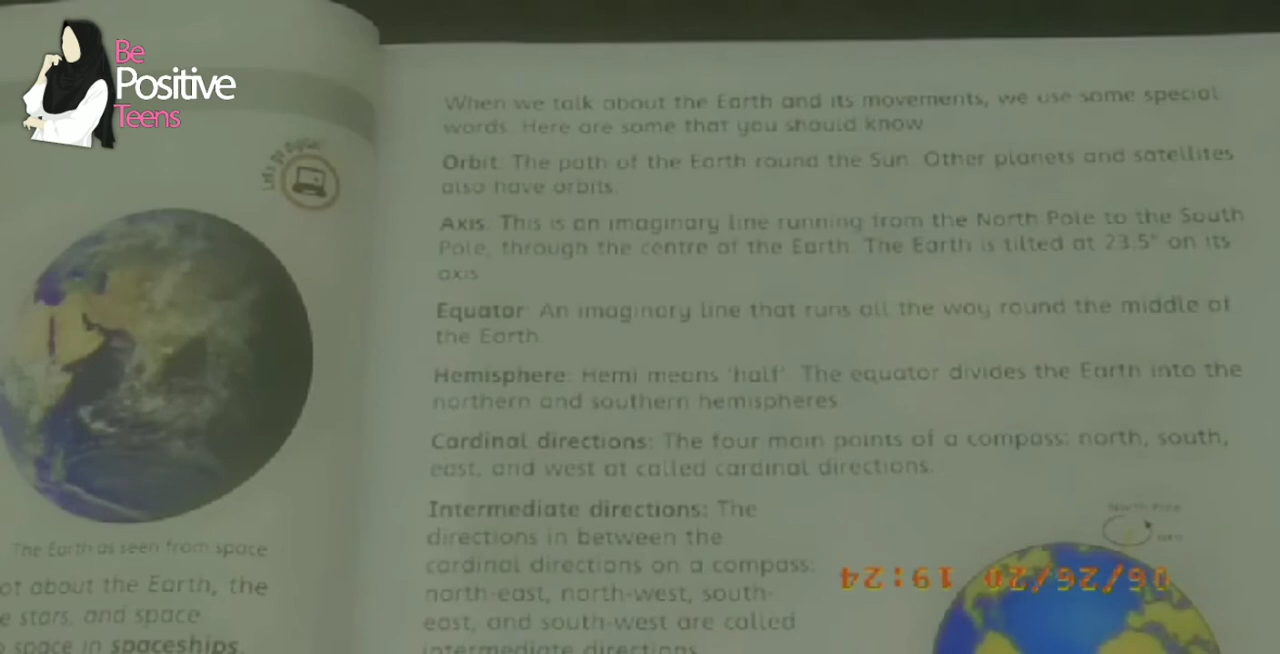 Be
Positive
Teens
Let's go digital
The Earth as seen from space
ot about the Earth, the
e stars, and space
space in spaceships.
When we talk about the Earth and its movements, we use some special
words. Here are some that you should know
Orbit: The path of the Earth round the Sun. Other planets and satellites
also have orbits.
Axis: This is an imaginary line running from the North Pole to the South
Pole, through the centre of the Earth. The Earth is tilted at 23.5° on its
axis
Equator: An imaginary line that runs all the way round the middle of
the Earth.
Hemisphere: Hemi means 'half'. The equator divides the Earth into the
northern and southern hemispheres
Cardinal directions: The four main points of a compass: north, south,
east, and west at called cardinal directions.
Intermediate directions: The
directions in between the
cardinal directions on a compass:
north-east, north-west, south-
east, and south-west are called
intermediate directions.
North Pole
06/26/20 19:24